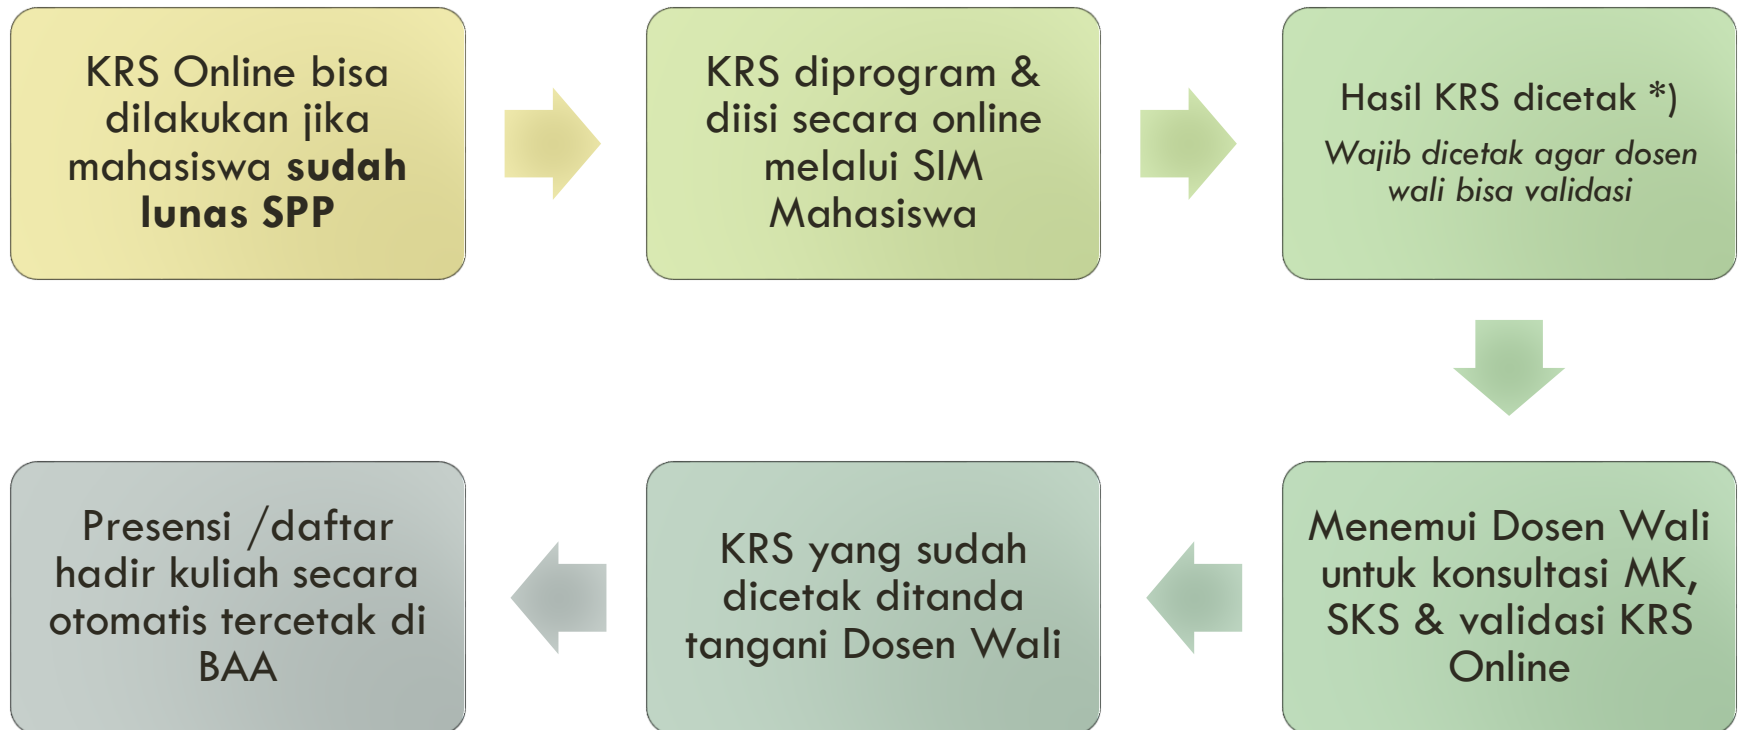 KRS Online bisa
dilakukan jika
mahasiswa sudah
lunas SPP
KRS diprogram &
diisi secara online
melalui SIM
Mahasiswa
Hasil KRS dicetak *)
Wajib dicetak agar dosen
wali bisa validasi
Menemui Dosen Wali
untuk konsultasi MK,
SKS & validasi KRS
Online
KRS yang sudah
dicetak ditanda
tangani Dosen Wali
Presensi /daftar
hadir kuliah secara
otomatis tercetak di
BAA